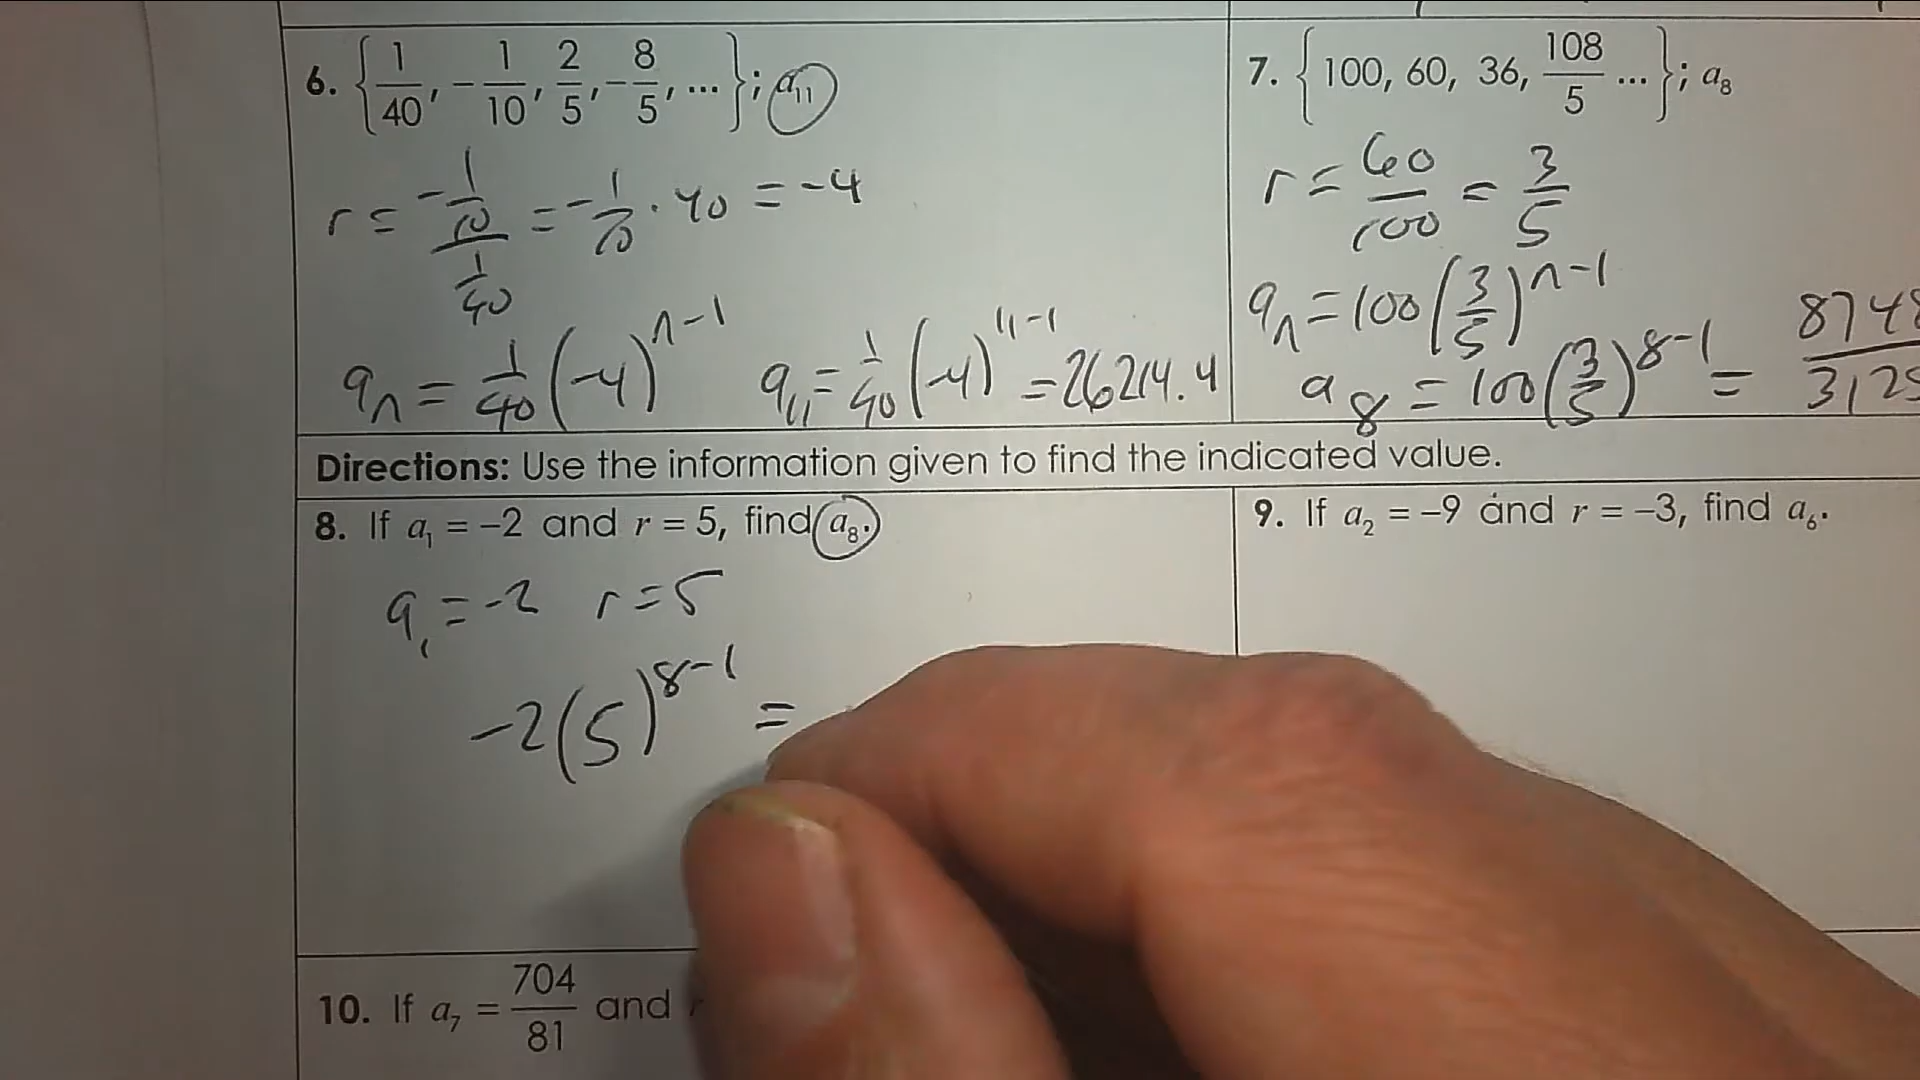 6. {1/40, -1/10, 2/5, -8/5, ...}; a₁₁
r = (-1/10)/(1/40) = -1/10 · 40 = -4
aₙ = 1/40 (-4)ⁿ⁻¹ a₁₁ = 1/40 (-4)¹¹⁻¹ = 26214.4
7. {100, 60, 36, 108/5 ...}; a₈
r = 60/100 = 3/5
aₙ = 100(3/5)ⁿ⁻¹
a₈ = 100(3/5)⁸⁻¹ = 8748/3125
Directions: Use the information given to find the indicated value.
8. If a₁ = -2 and r = 5, find a₈.
a₁ = -2 r = 5
-2(5)⁸⁻¹ =
9. If a₂ = -9 and r = -3, find a₆.
10. If a₇ = 704/81 and r